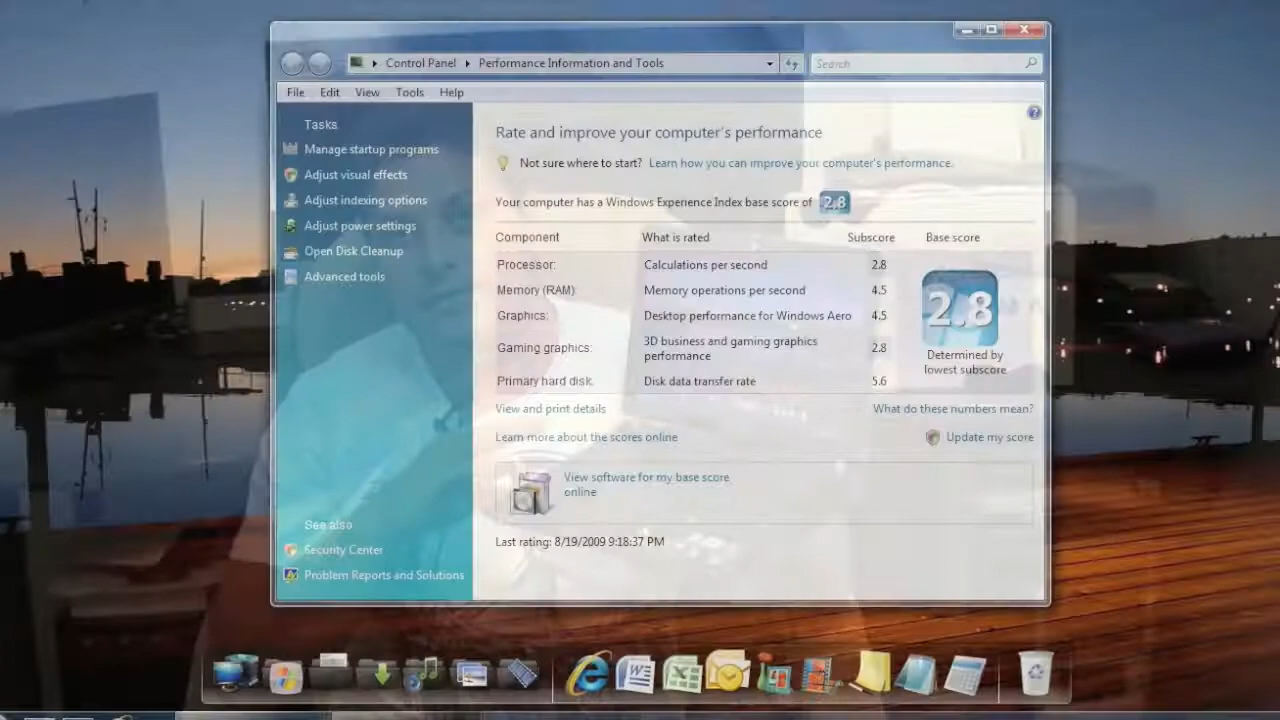 Control Panel Performance Information and Tools Search
File Edit View Tools Help
Tasks
Manage startup programs
Adjust visual effects
Adjust indexing options
Adjust power settings
Open Disk Cleanup
Advanced tools
See also
Security Center
Problem Reports and Solutions
Rate and improve your computer's performance
Not sure where to start? Learn how you can improve your computer's performance.
Your computer has a Windows Experience Index base score of 2.8
Component What is rated Subscore Base score
Processor: Calculations per second 2.8
Memory (RAM): Memory operations per second 4.5
Graphics: Desktop performance for Windows Aero 4.5
Gaming graphics: 3D business and gaming graphics
performance 2.8
Primary hard disk: Disk data transfer rate 5.6
2.8
Determined by
lowest subscore
View and print details What do these numbers mean?
Learn more about the scores online Update my score
View software for my base score
online
Last rating: 8/19/2009 9:18:37 PM